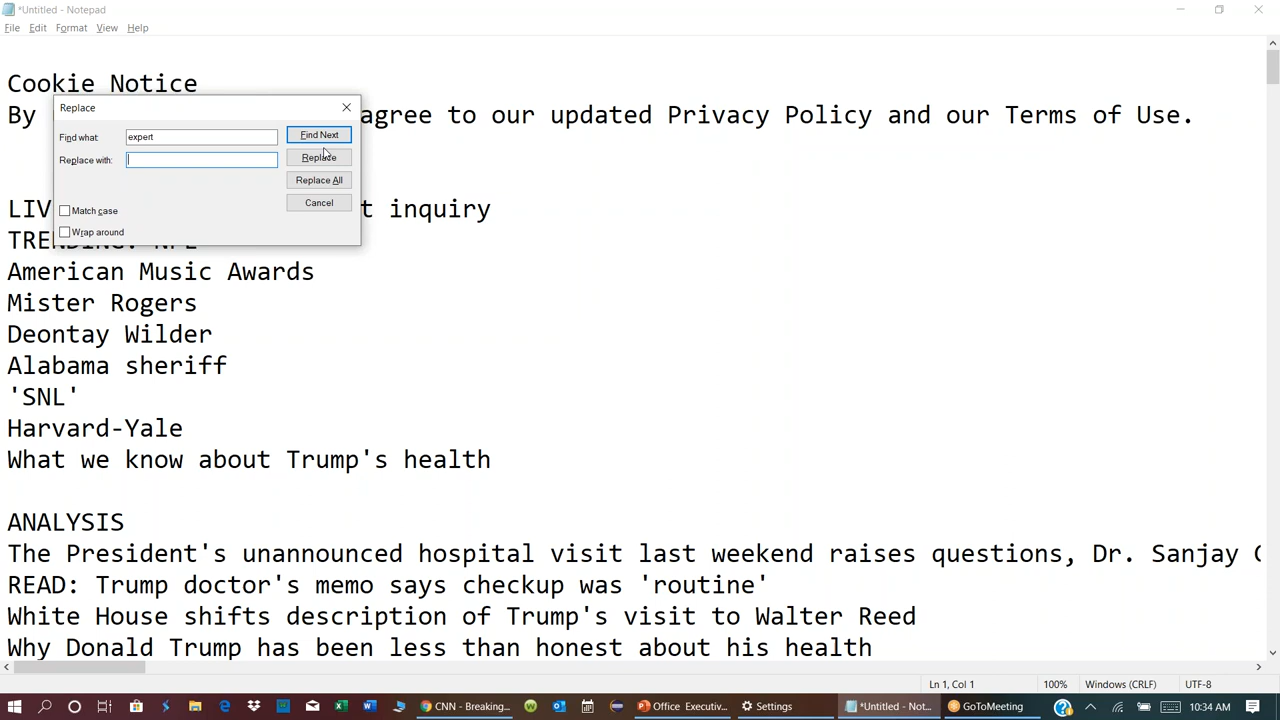 *Untitled - Notepad
File Edit Format View Help
Cookie Notice
By agree to our updated Privacy Policy and our Terms of Use.
Replace
Find what: expert
Find Next
Replace with:
Replace
Replace All
Match case
Cancel
Wrap around
LIV t inquiry
TRENDING: NFL
American Music Awards
Mister Rogers
Deontay Wilder
Alabama sheriff
'SNL'
Harvard-Yale
What we know about Trump's health
ANALYSIS
The President's unannounced hospital visit last weekend raises questions, Dr. Sanjay
READ: Trump doctor's memo says checkup was 'routine'
White House shifts description of Trump's visit to Walter Reed
Why Donald Trump has been less than honest about his health
Ln 1, Col 1 100% Windows (CRLF) UTF-8
CNN - Breaking... Office Executiv... Settings *Untitled - Not... GoToMeeting 10:34 AM